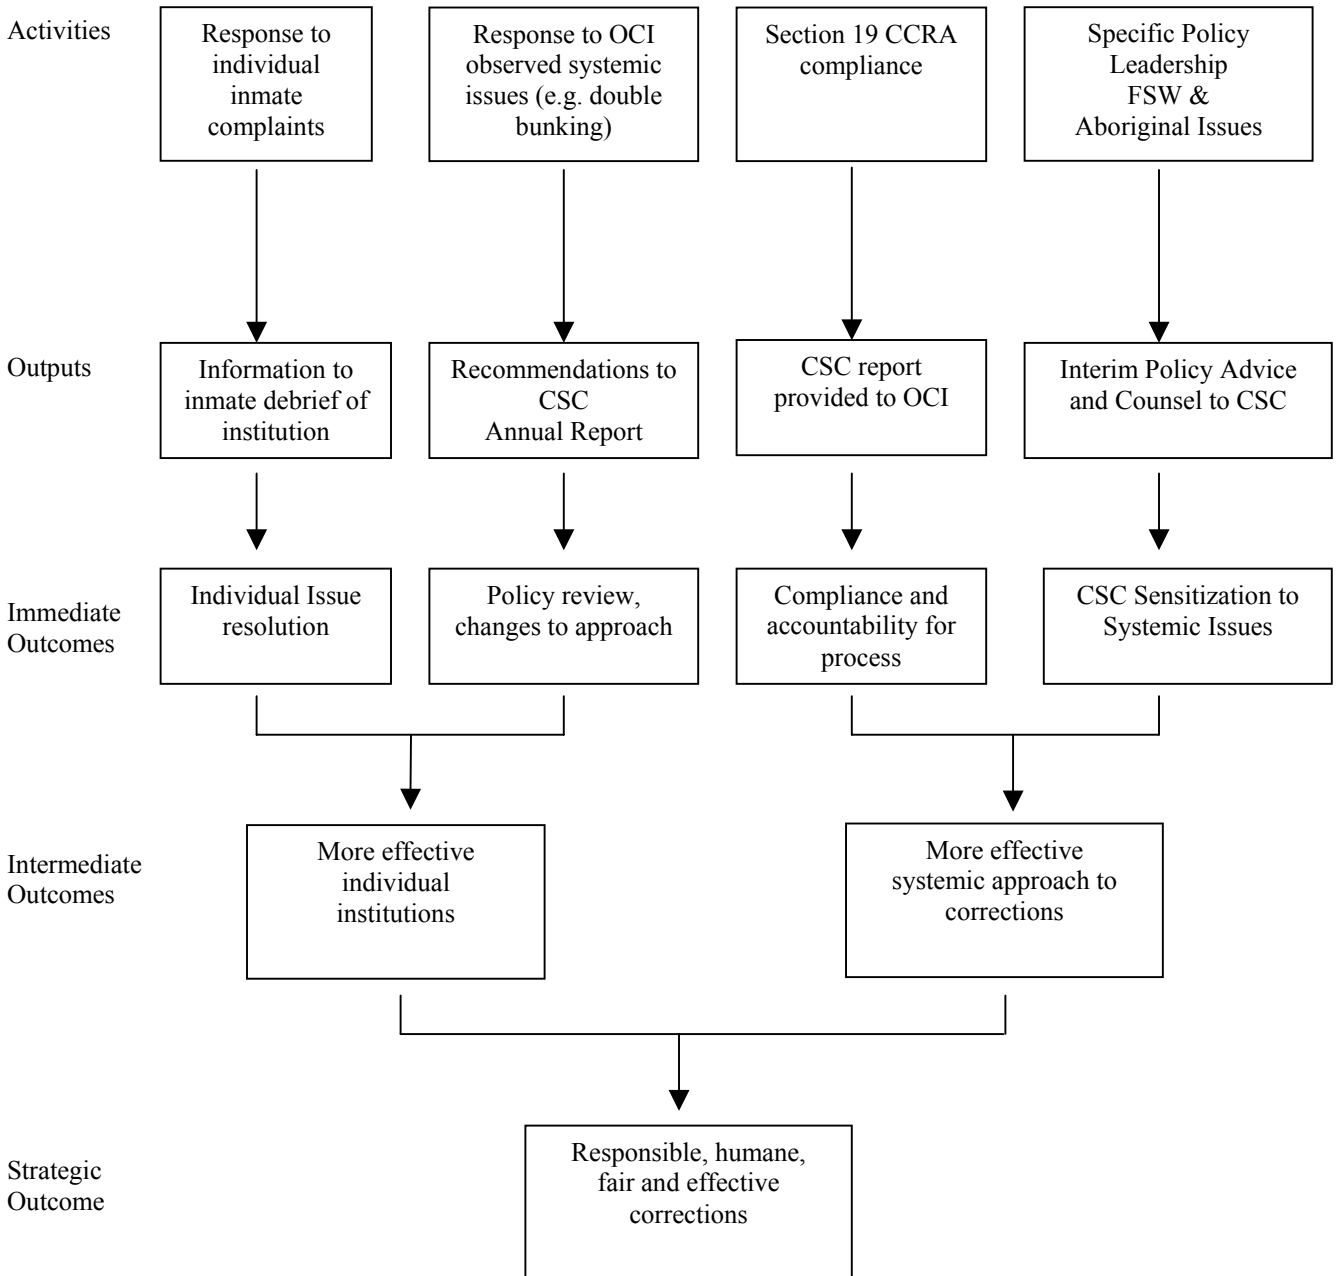 Activities
Response to
individual
inmate
complaints
Response to OCI
observed systemic
issues (e.g. double
bunking)
Section 19 CCRA
compliance
Specific Policy
Leadership
FSW &
Aboriginal Issues
Outputs
Information to
inmate debrief of
institution
Recommendations to
CSC
Annual Report
CSC report
provided to OCI
Interim Policy Advice
and Counsel to CSC
Immediate
Outcomes
Individual Issue
resolution
Policy review,
changes to approach
Compliance and
accountability for
process
CSC Sensitization to
Systemic Issues
Intermediate
Outcomes
More effective
individual
institutions
More effective
systemic approach to
corrections
Strategic
Outcome
Responsible, humane,
fair and effective
corrections